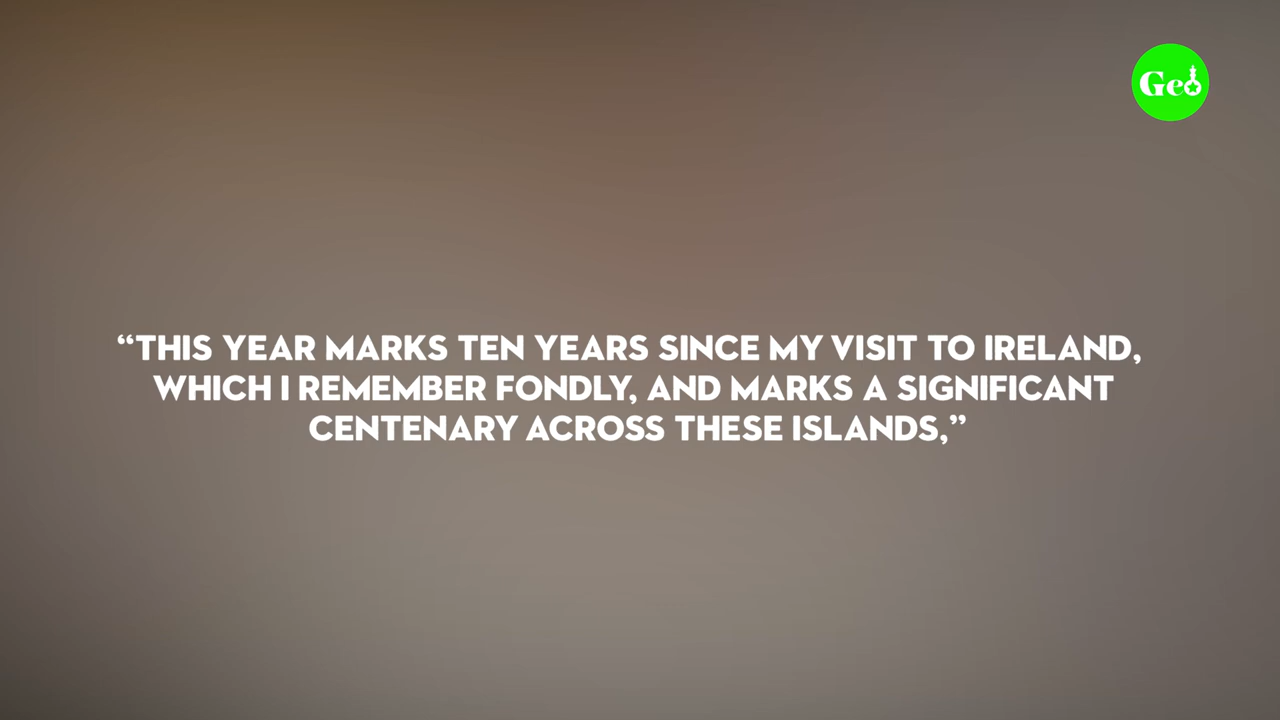 Geo
“THIS YEAR MARKS TEN YEARS SINCE MY VISIT TO IRELAND,
WHICH I REMEMBER FONDLY, AND MARKS A SIGNIFICANT
CENTENARY ACROSS THESE ISLANDS,”